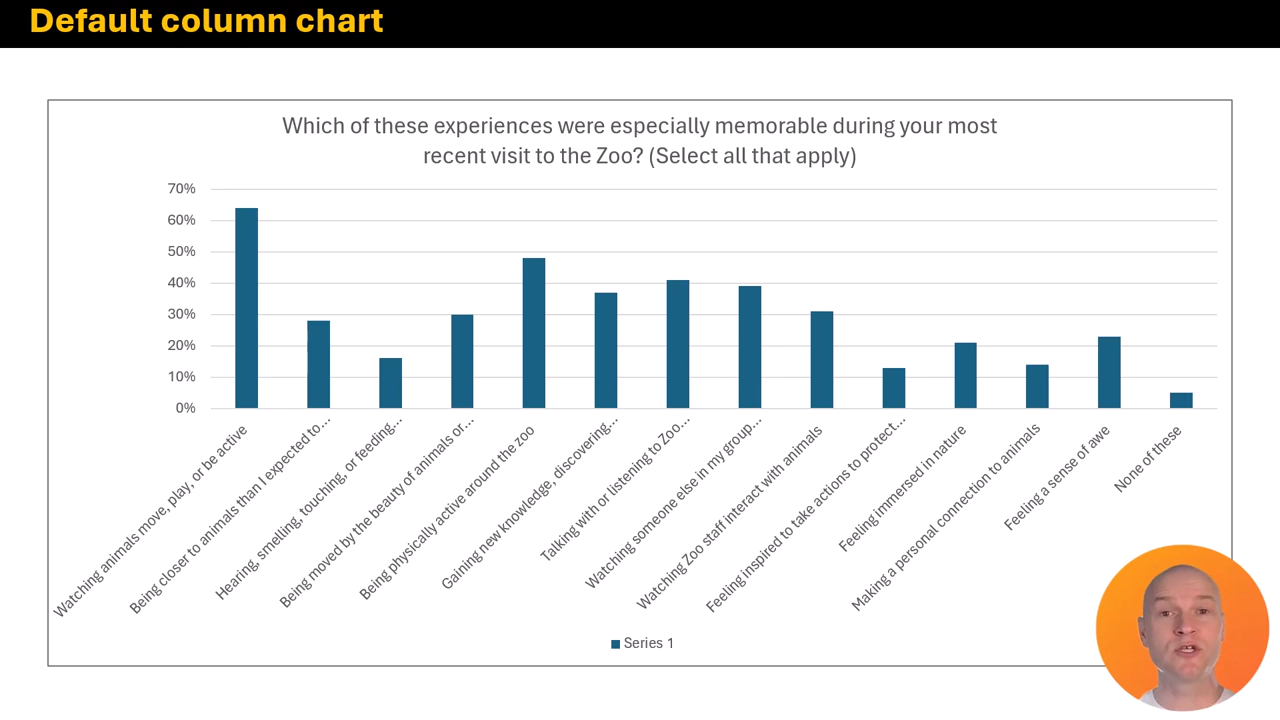 Default column chart
Which of these experiences were especially memorable during your most
recent visit to the Zoo? (Select all that apply)
70%
60%
50%
40%
30%
20%
10%
0%
Watching animals move, play, or be active
Being closer to animals than I expected to...
Hearing, smelling, touching, or feeding...
Being moved by the beauty of animals or...
Being physically active around the zoo
Gaining new knowledge, discovering...
Talking with or listening to Zoo...
Watching someone else in my group...
Watching Zoo staff interact with animals
Feeling inspired to take actions to protect...
Feeling immersed in nature
Making a personal connection to animals
Feeling a sense of awe
None of these
Series 1